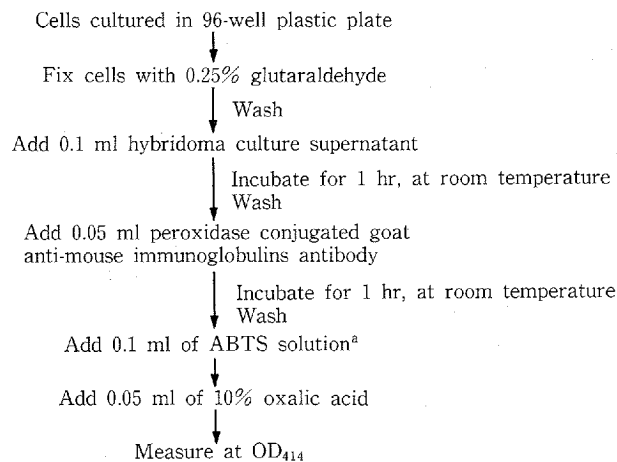 Cells cultured in 96-well plastic plate
Fix cells with 0.25% glutaraldehyde
Wash
Add 0.1 ml hybridoma culture supernatant
Incubate for 1 hr, at room temperature
Wash
Add 0.05 ml peroxidase conjugated goat
anti-mouse immunoglobulins antibody
Incubate for 1 hr, at room temperature
Wash
Add 0.1 ml of ABTS solutionᵃ
Add 0.05 ml of 10% oxalic acid
Measure at OD₄₁₄